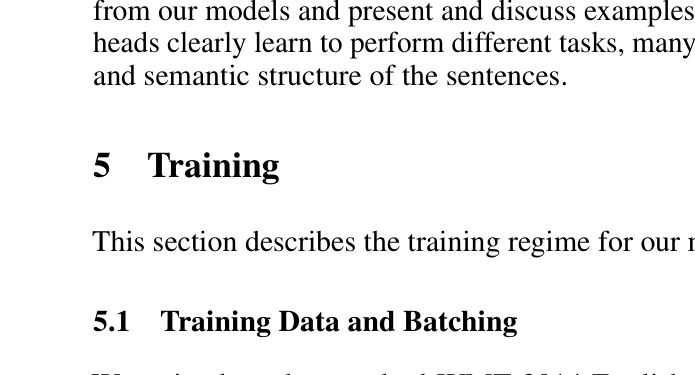 from our models and present and discuss examples
heads clearly learn to perform different tasks, many
and semantic structure of the sentences.
5 Training
This section describes the training regime for our
5.1 Training Data and Batching